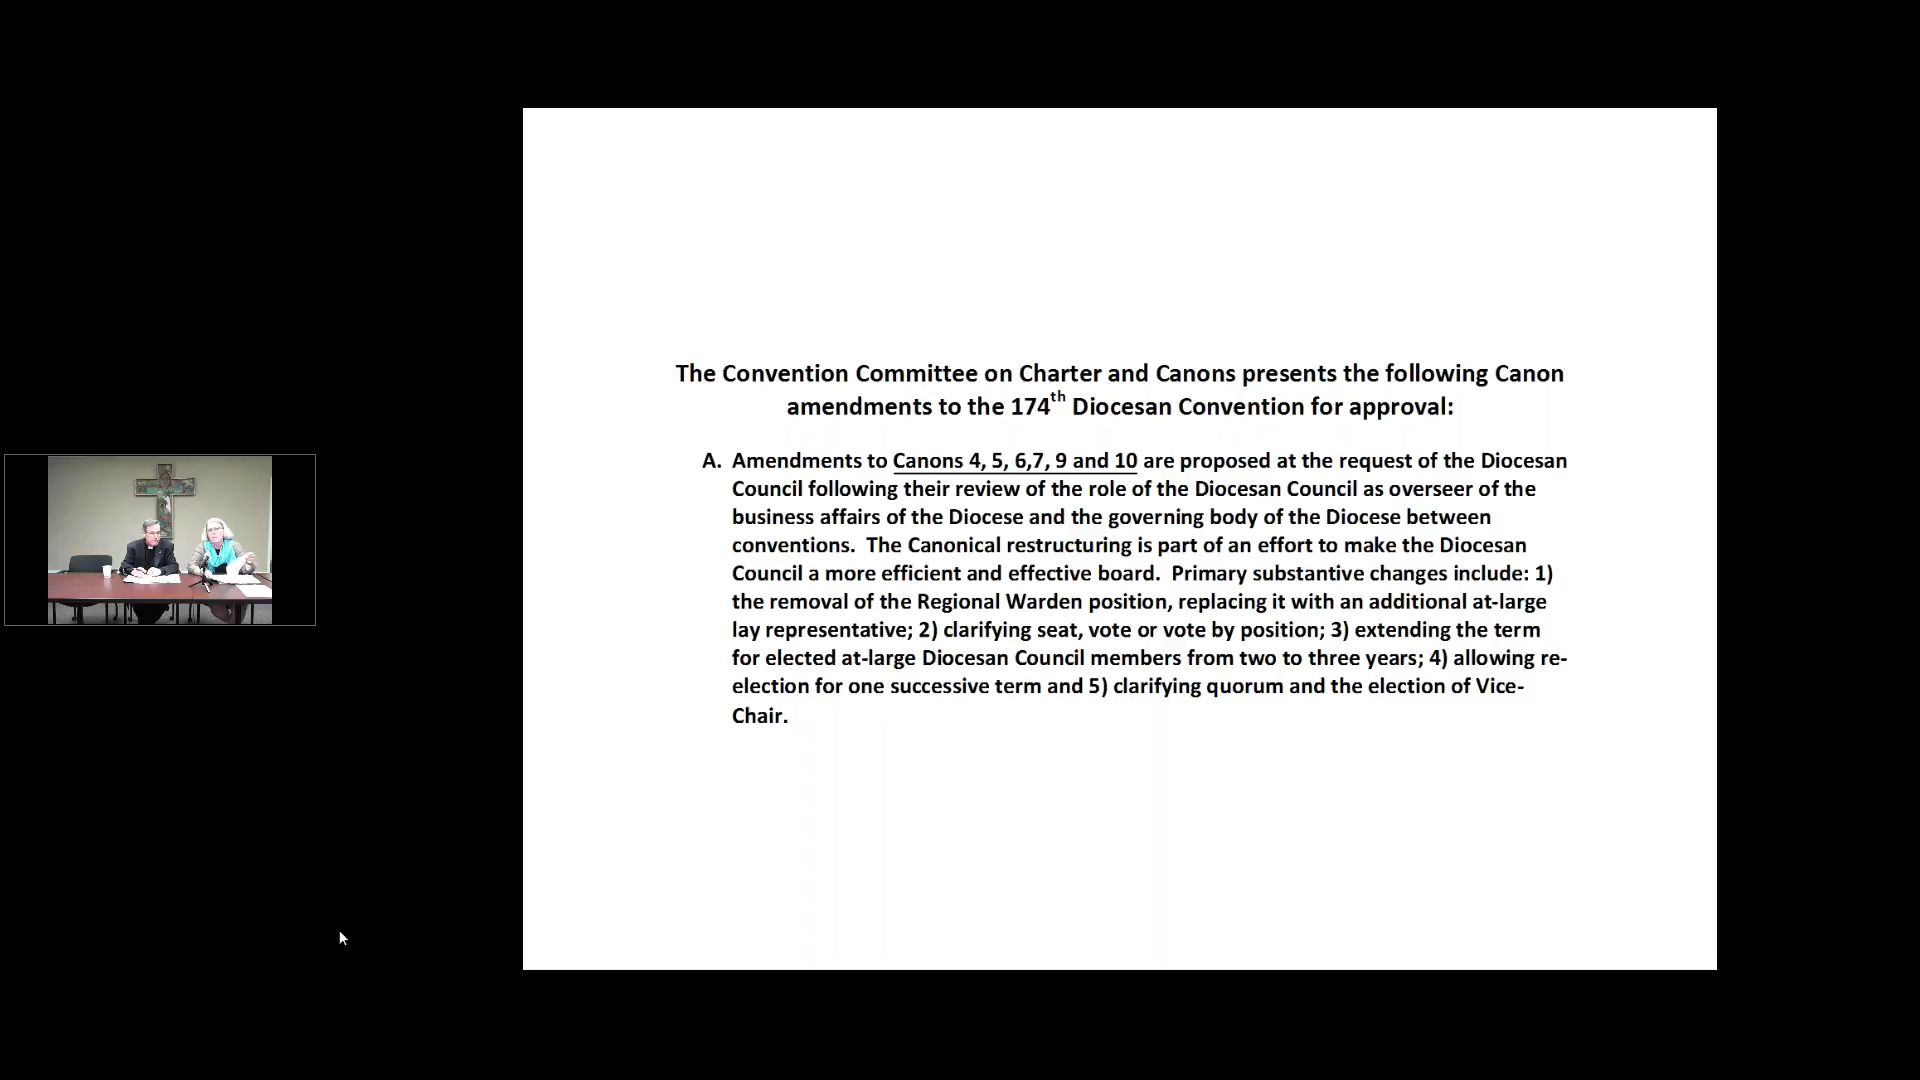 The Convention Committee on Charter and Canons presents the following Canon
amendments to the 174th Diocesan Convention for approval:
A. Amendments to Canons 4, 5, 6,7, 9 and 10 are proposed at the request of the Diocesan
Council following their review of the role of the Diocesan Council as overseer of the
business affairs of the Diocese and the governing body of the Diocese between
conventions. The Canonical restructuring is part of an effort to make the Diocesan
Council a more efficient and effective board. Primary substantive changes include: 1)
the removal of the Regional Warden position, replacing it with an additional at-large
lay representative; 2) clarifying seat, vote or vote by position; 3) extending the term
for elected at-large Diocesan Council members from two to three years; 4) allowing re-
election for one successive term and 5) clarifying quorum and the election of Vice-
Chair.